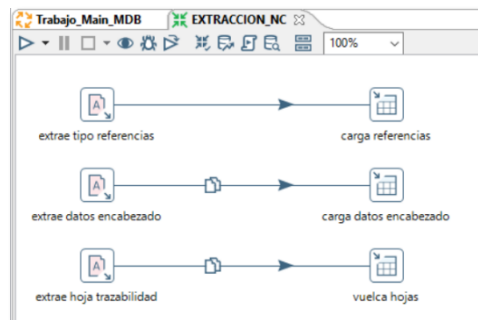 Trabajo_Main_MDB EXTRACCION_NC
100%
extrae tipo referencias carga referencias
extrae datos encabezado carga datos encabezado
extrae hoja trazabilidad vuelca hojas